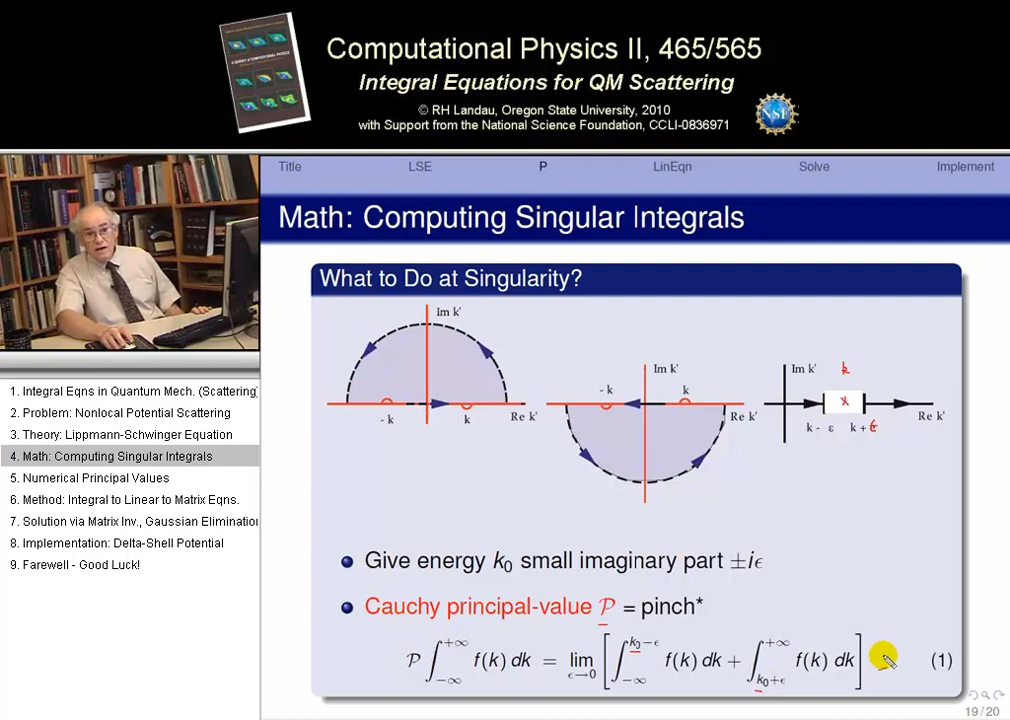 Computational Physics II, 465/565
Integral Equations for QM Scattering
© RH Landau, Oregon State University, 2010
with Support from the National Science Foundation, CCLI-0836971
NSF
Title LSE P LinEqn Solve Implement
Math: Computing Singular Integrals
What to Do at Singularity?
Im k'
- k k Re k'
Im k'
- k k Re k'
Im k' k
x
k - ε k + ε Re k'
Give energy k₀ small imaginary part ±iϵ
Cauchy principal-value 𝒫 = pinch*
𝒫 ∫_{-∞}^{+∞} f(k) dk = lim_{ϵ→0} [ ∫_{-∞}^{k₀-ϵ} f(k) dk + ∫_{k₀+ϵ}^{+∞} f(k) dk ] (1)
19 / 20
1. Integral Eqns in Quantum Mech. (Scattering)
2. Problem: Nonlocal Potential Scattering
3. Theory: Lippmann-Schwinger Equation
4. Math: Computing Singular Integrals
5. Numerical Principal Values
6. Method: Integral to Linear to Matrix Eqns.
7. Solution via Matrix Inv., Gaussian Elimination
8. Implementation: Delta-Shell Potential
9. Farewell - Good Luck!